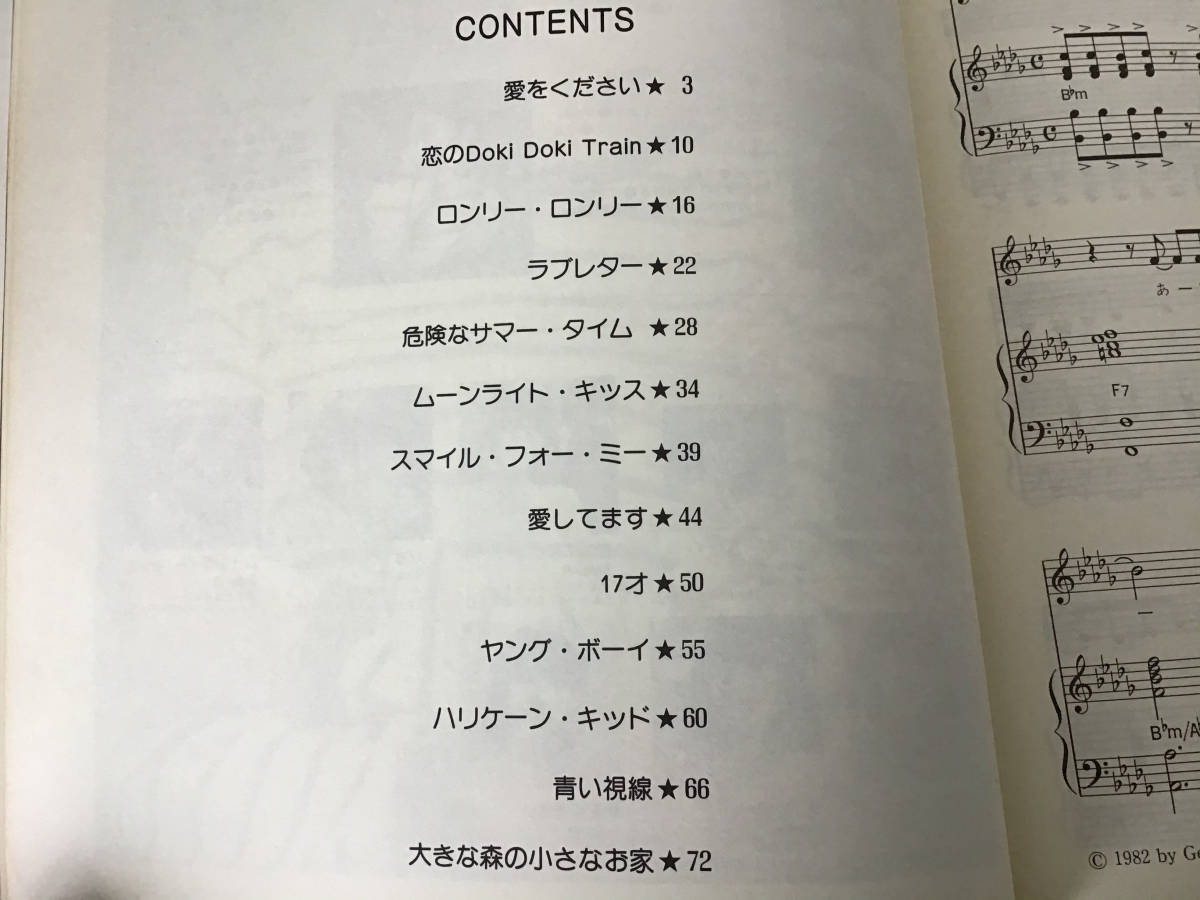 CONTENTS
愛をください★ 3
恋のDoki Doki Train★10
ロンリー・ロンリー★16
ラブレター★22
危険なサマー・タイム ★28
ムーンライト・キッス★34
スマイル・フォー・ミー★39
愛してます★44
17才★50
ヤング・ボーイ★55
ハリケーン・キッド★60
青い視線★66
大きな森の小さなお家★72
B♭m
あ ー
F7
ー
B♭m/A♭
© 1982 by